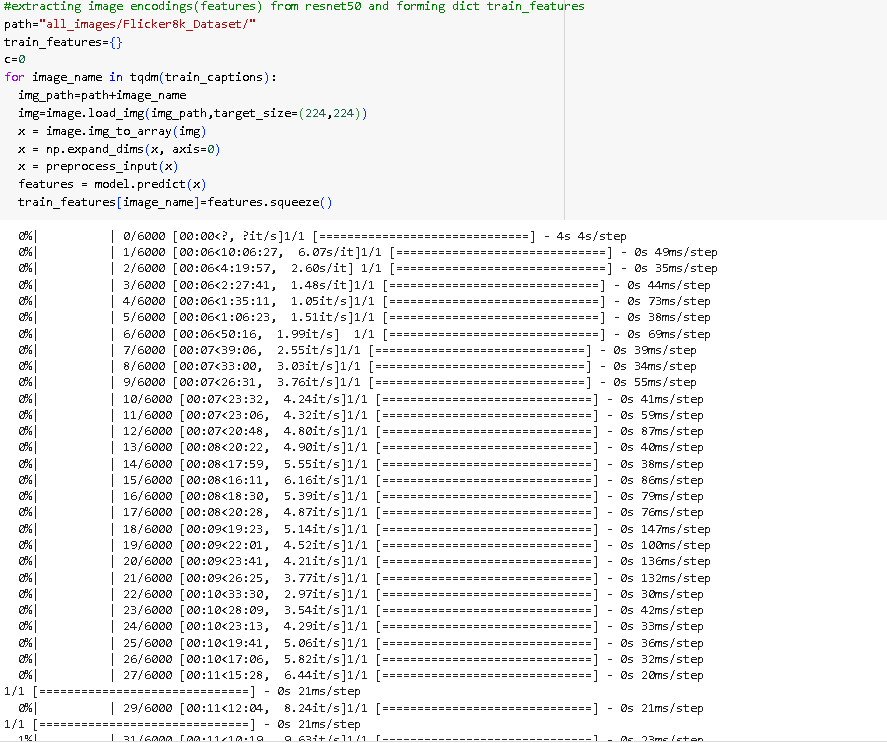 #extracting image encodings(features) from resnet50 and forming dict train_features
path="all_images/Flicker8k_Dataset/"
train_features={}
c=0
for image_name in tqdm(train_captions):
  img_path=path+image_name
  img=image.load_img(img_path,target_size=(224,224))
  x = image.img_to_array(img)
  x = np.expand_dims(x, axis=0)
  x = preprocess_input(x)
  features = model.predict(x)
  train_features[image_name]=features.squeeze()
  0%|          | 0/6000 [00:00<?, ?it/s]1/1 [==============================] - 4s 4s/step
  0%|          | 1/6000 [00:06<10:06:27,  6.07s/it]1/1 [==============================] - 0s 49ms/step
  0%|          | 2/6000 [00:06<4:19:57,  2.60s/it] 1/1 [==============================] - 0s 35ms/step
  0%|          | 3/6000 [00:06<2:27:41,  1.48s/it]1/1 [==============================] - 0s 44ms/step
  0%|          | 4/6000 [00:06<1:35:11,  1.05it/s]1/1 [==============================] - 0s 73ms/step
  0%|          | 5/6000 [00:06<1:06:23,  1.51it/s]1/1 [==============================] - 0s 38ms/step
  0%|          | 6/6000 [00:06<50:16,  1.99it/s]  1/1 [==============================] - 0s 69ms/step
  0%|          | 7/6000 [00:07<39:06,  2.55it/s]1/1 [==============================] - 0s 39ms/step
  0%|          | 8/6000 [00:07<33:00,  3.03it/s]1/1 [==============================] - 0s 34ms/step
  0%|          | 9/6000 [00:07<26:31,  3.76it/s]1/1 [==============================] - 0s 55ms/step
  0%|          | 10/6000 [00:07<23:32,  4.24it/s]1/1 [==============================] - 0s 41ms/step
  0%|          | 11/6000 [00:07<23:06,  4.32it/s]1/1 [==============================] - 0s 59ms/step
  0%|          | 12/6000 [00:07<20:48,  4.80it/s]1/1 [==============================] - 0s 87ms/step
  0%|          | 13/6000 [00:08<20:22,  4.90it/s]1/1 [==============================] - 0s 40ms/step
  0%|          | 14/6000 [00:08<17:59,  5.55it/s]1/1 [==============================] - 0s 38ms/step
  0%|          | 15/6000 [00:08<16:11,  6.16it/s]1/1 [==============================] - 0s 86ms/step
  0%|          | 16/6000 [00:08<18:30,  5.39it/s]1/1 [==============================] - 0s 79ms/step
  0%|          | 17/6000 [00:08<20:28,  4.87it/s]1/1 [==============================] - 0s 76ms/step
  0%|          | 18/6000 [00:09<19:23,  5.14it/s]1/1 [==============================] - 0s 147ms/step
  0%|          | 19/6000 [00:09<22:01,  4.52it/s]1/1 [==============================] - 0s 100ms/step
  0%|          | 20/6000 [00:09<23:41,  4.21it/s]1/1 [==============================] - 0s 136ms/step
  0%|          | 21/6000 [00:09<26:25,  3.77it/s]1/1 [==============================] - 0s 132ms/step
  0%|          | 22/6000 [00:10<33:30,  2.97it/s]1/1 [==============================] - 0s 30ms/step
  0%|          | 23/6000 [00:10<28:09,  3.54it/s]1/1 [==============================] - 0s 42ms/step
  0%|          | 24/6000 [00:10<23:13,  4.29it/s]1/1 [==============================] - 0s 33ms/step
  0%|          | 25/6000 [00:10<19:41,  5.06it/s]1/1 [==============================] - 0s 36ms/step
  0%|          | 26/6000 [00:10<17:06,  5.82it/s]1/1 [==============================] - 0s 32ms/step
  0%|          | 27/6000 [00:11<15:28,  6.44it/s]1/1 [==============================] - 0s 20ms/step
1/1 [==============================] - 0s 21ms/step
  0%|          | 29/6000 [00:11<12:04,  8.24it/s]1/1 [==============================] - 0s 21ms/step
1/1 [==============================] - 0s 21ms/step
  1%|          | 31/6000 [00:11<10:19,  9.63it/s]1/1 [==============================] - 0s 23ms/step